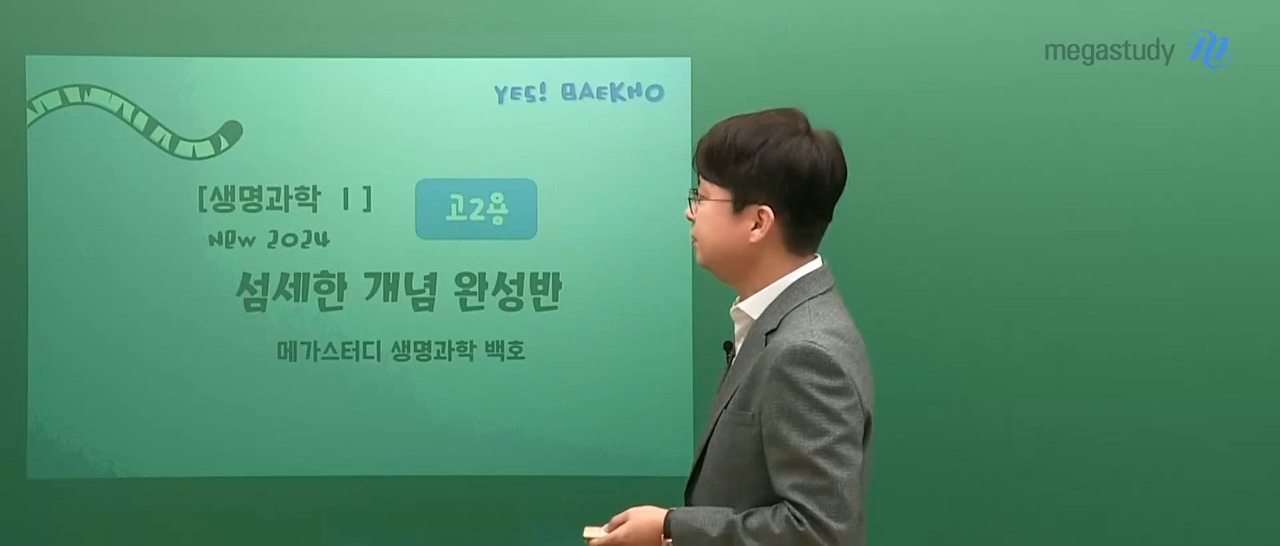 megastudy
YES! BAEKHO
[생명과학 Ⅰ]
고2용
New 2024
섬세한 개념 완성반
메가스터디 생명과학 백호